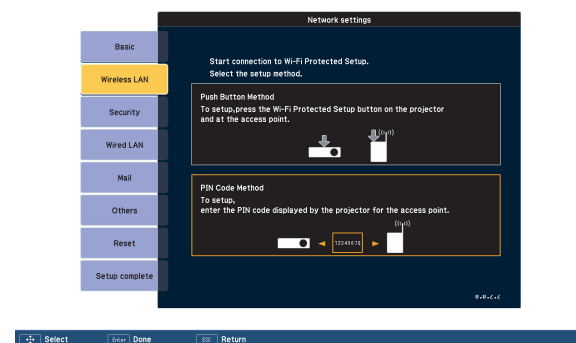 Network settings
Basic
Wireless LAN
Security
Wired LAN
Mail
Others
Reset
Setup complete
Start connection to Wi-Fi Protected Setup.
Select the setup method.
Push Button Method
To setup,press the Wi-Fi Protected Setup button on the projector
and at the access point.
PIN Code Method
To setup,
enter the PIN code displayed by the projector for the access point.
12345678
Select
Enter Done
ESC Return